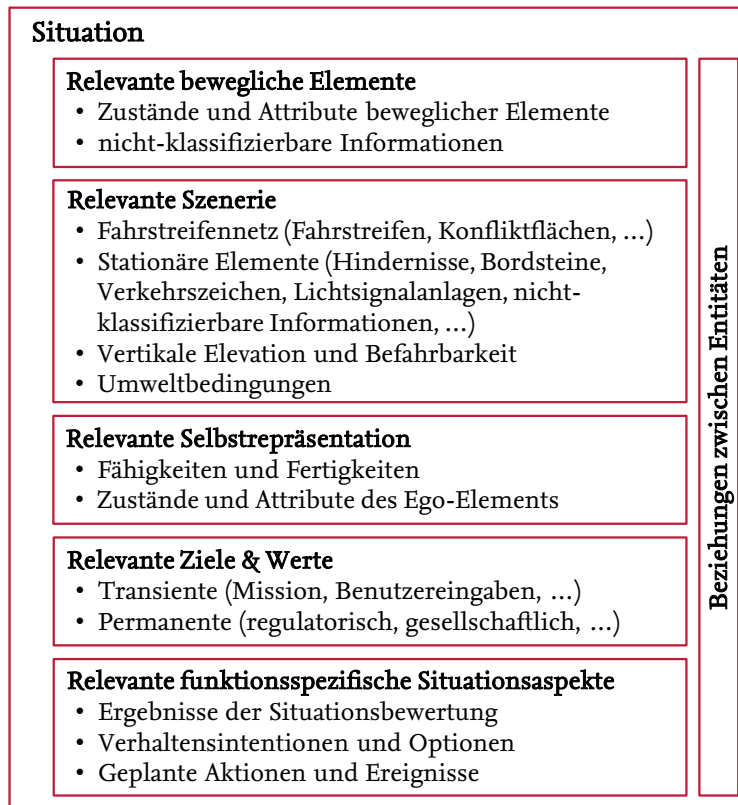 Situation
Relevante bewegliche Elemente
• Zustände und Attribute beweglicher Elemente
• nicht-klassifizierbare Informationen
Relevante Szenerie
• Fahrstreifennetz (Fahrstreifen, Konfliktflächen, …)
• Stationäre Elemente (Hindernisse, Bordsteine,
Verkehrszeichen, Lichtsignalanlagen, nicht-
klassifizierbare Informationen, …)
• Vertikale Elevation und Befahrbarkeit
• Umweltbedingungen
Relevante Selbstrepräsentation
• Fähigkeiten und Fertigkeiten
• Zustände und Attribute des Ego-Elements
Relevante Ziele & Werte
• Transiente (Mission, Benutzereingaben, …)
• Permanente (regulatorisch, gesellschaftlich, …)
Relevante funktionsspezifische Situationsaspekte
• Ergebnisse der Situationsbewertung
• Verhaltensintentionen und Optionen
• Geplante Aktionen und Ereignisse
Beziehungen zwischen Entitäten